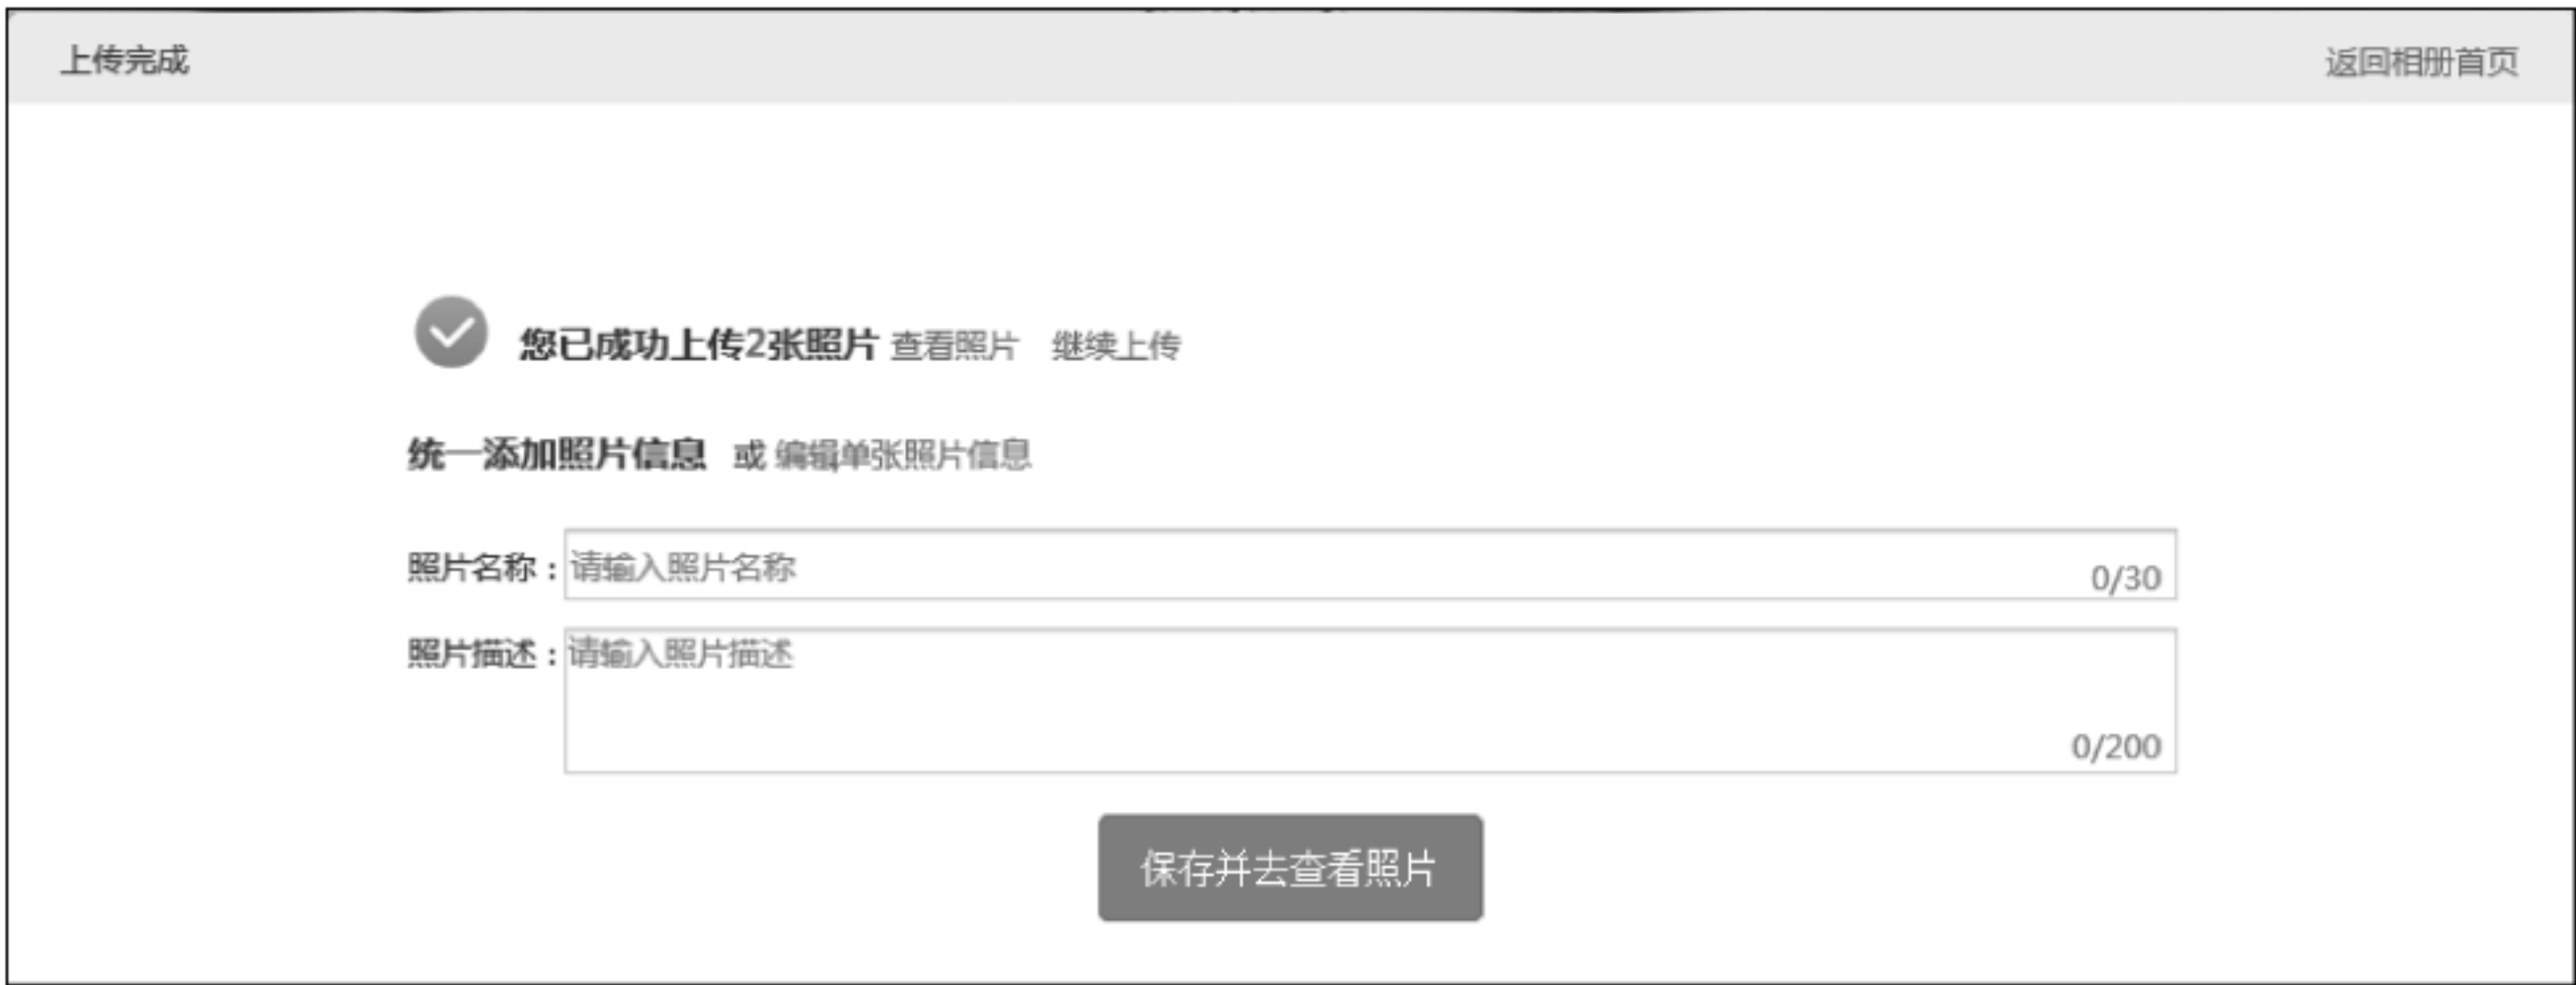 上传完成 返回相册首页
您已成功上传2张照片 查看照片 继续上传
统一添加照片信息 或 编辑单张照片信息
照片名称：请输入照片名称 0/30
照片描述：请输入照片描述
0/200
保存并去查看照片